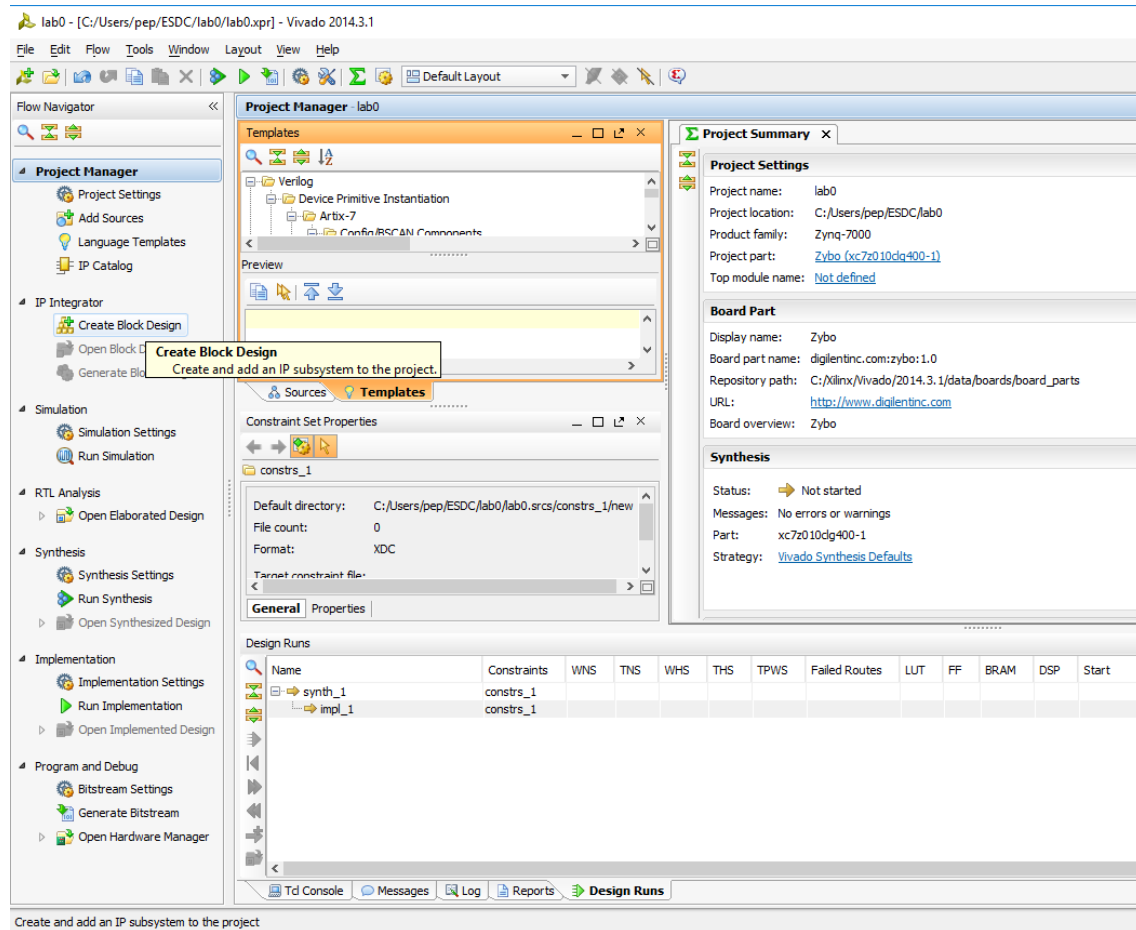 lab0 - [C:/Users/pep/ESDC/lab0/lab0.xpr] - Vivado 2014.3.1
File Edit Flow Tools Window Layout View Help
Default Layout
Flow Navigator
Project Manager
Project Settings
Add Sources
Language Templates
IP Catalog
IP Integrator
Create Block Design
Open Block D
Generate Blo
Create Block Design
Create and add an IP subsystem to the project.
Simulation
Simulation Settings
Run Simulation
RTL Analysis
Open Elaborated Design
Synthesis
Synthesis Settings
Run Synthesis
Open Synthesized Design
Implementation
Implementation Settings
Run Implementation
Open Implemented Design
Program and Debug
Bitstream Settings
Generate Bitstream
Open Hardware Manager
Project Manager - lab0
Templates
Verilog
Device Primitive Instantiation
Artix-7
Config/BSCAN Components
Preview
Sources Templates
Constraint Set Properties
constrs_1
Default directory: C:/Users/pep/ESDC/lab0/lab0.srcs/constrs_1/new
File count: 0
Format: XDC
Target constraint file:
General Properties
Project Summary
Project Settings
Project name: lab0
Project location: C:/Users/pep/ESDC/lab0
Product family: Zynq-7000
Project part: Zybo (xc7z010clg400-1)
Top module name: Not defined
Board Part
Display name: Zybo
Board part name: digilentinc.com:zybo:1.0
Repository path: C:/Xilinx/Vivado/2014.3.1/data/boards/board_parts
URL: http://www.digilentinc.com
Board overview: Zybo
Synthesis
Status: Not started
Messages: No errors or warnings
Part: xc7z010clg400-1
Strategy: Vivado Synthesis Defaults
Design Runs
Name Constraints WNS TNS WHS THS TPWS Failed Routes LUT FF BRAM DSP Start
synth_1 constrs_1
impl_1 constrs_1
Tcl Console Messages Log Reports Design Runs
Create and add an IP subsystem to the project